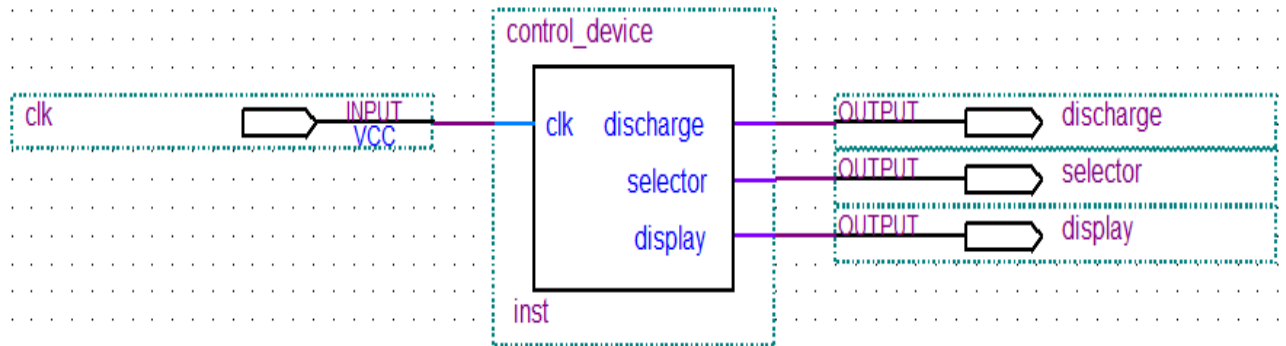 control_device
clk INPUT VCC
clk discharge
selector
display
inst
OUTPUT discharge
OUTPUT selector
OUTPUT display